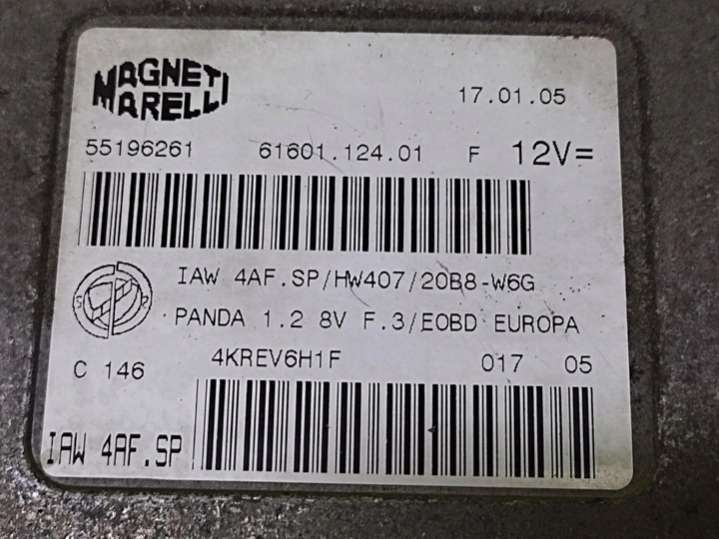 MAGNETI
MARELLI
17.01.05
55196261 61601.124.01 F 12V=
IAW 4AF.SP/HW407/20B8-W6G
PANDA 1.2 8V F.3/EOBD EUROPA
C 146 4KREV6H1F 017 05
IAW 4AF.SP